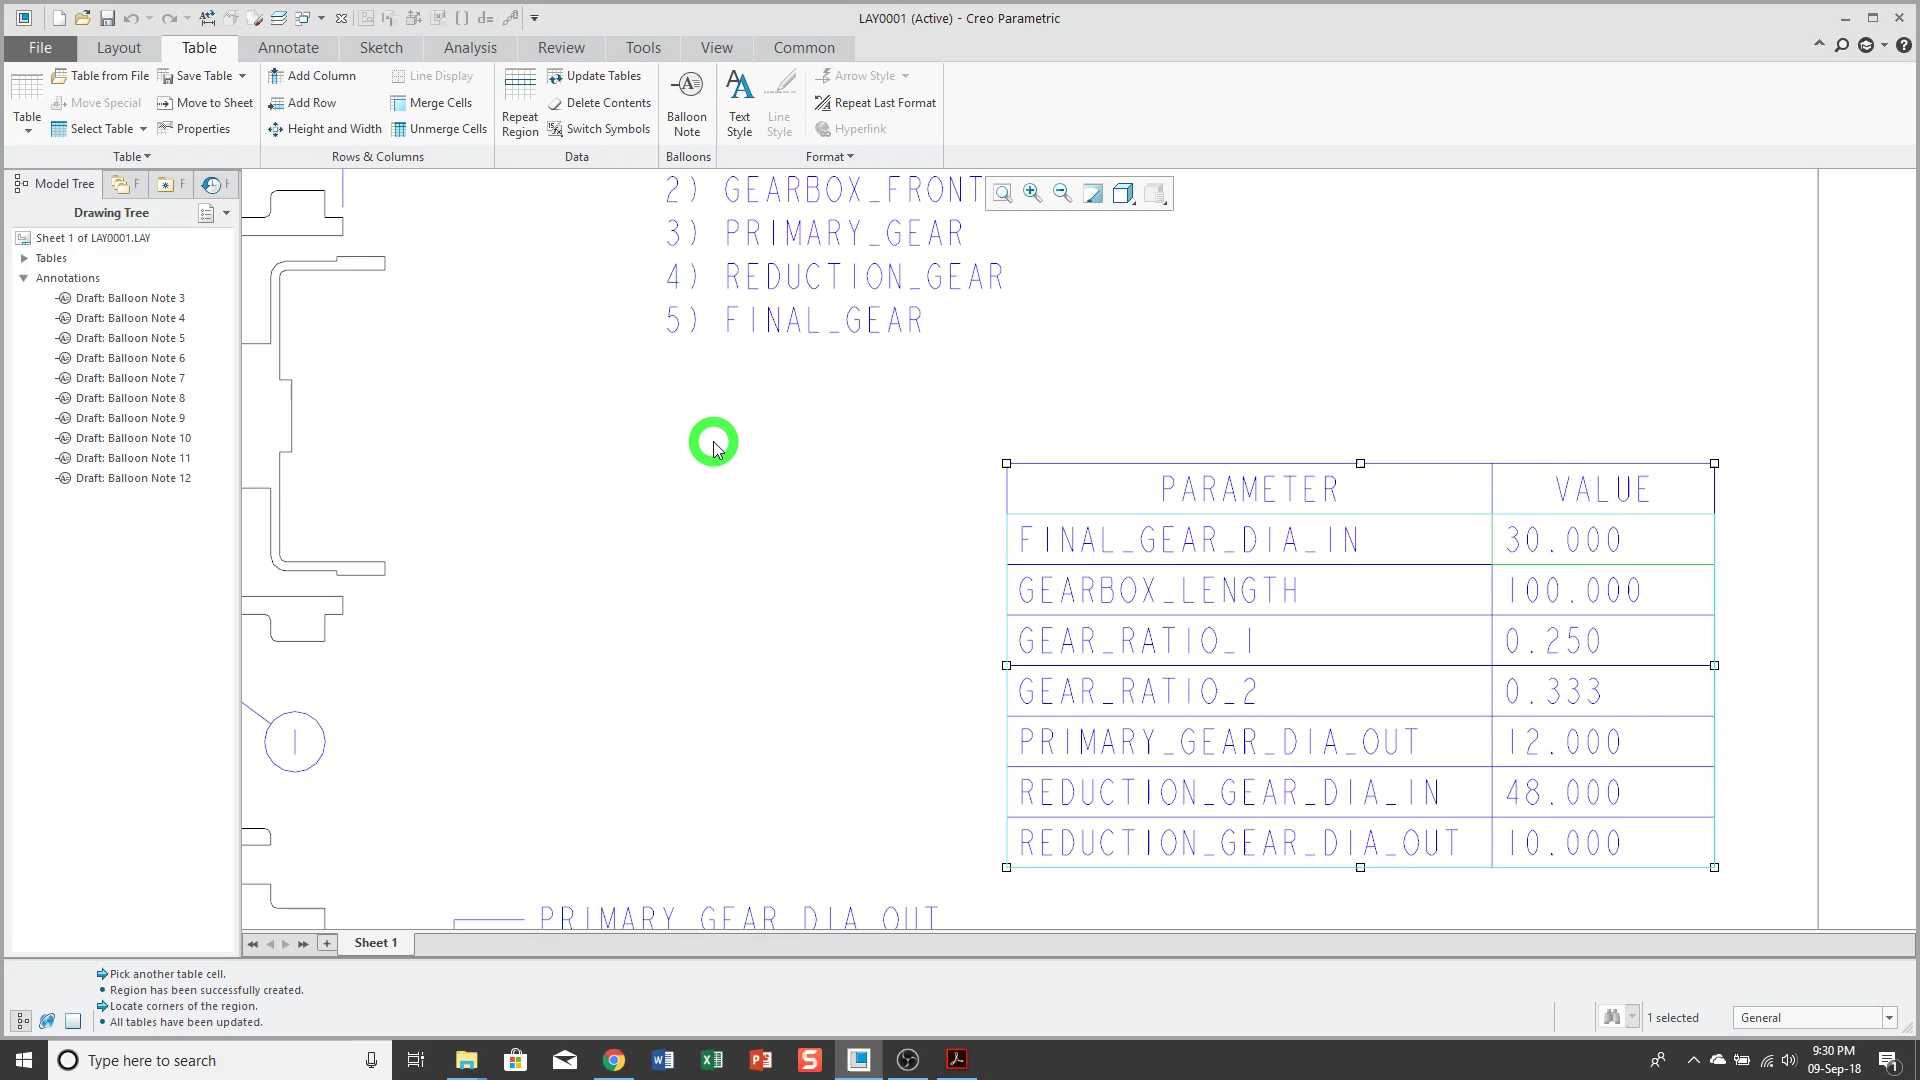 LAY0001 (Active) - Creo Parametric
File Layout Table Annotate Sketch Analysis Review Tools View Common
Table from File Save Table Add Column Line Display Update Tables Arrow Style
Move Special Move to Sheet Add Row Merge Cells Delete Contents Repeat Last Format
Table Select Table Properties Height and Width Unmerge Cells Repeat Region Switch Symbols Balloon Note Text Style Line Style Hyperlink
Table Rows & Columns Data Balloons Format
Model Tree F F H
Drawing Tree
Sheet 1 of LAY0001.LAY
Tables
Annotations
Draft: Balloon Note 3
Draft: Balloon Note 4
Draft: Balloon Note 5
Draft: Balloon Note 6
Draft: Balloon Note 7
Draft: Balloon Note 8
Draft: Balloon Note 9
Draft: Balloon Note 10
Draft: Balloon Note 11
Draft: Balloon Note 12
2) GEARBOX_FRONT
3) PRIMARY_GEAR
4) REDUCTION_GEAR
5) FINAL_GEAR
PARAMETER VALUE
FINAL_GEAR_DIA_IN 30.000
GEARBOX_LENGTH 100.000
GEAR_RATIO_1 0.250
GEAR_RATIO_2 0.333
PRIMARY_GEAR_DIA_OUT 12.000
REDUCTION_GEAR_DIA_IN 48.000
REDUCTION_GEAR_DIA_OUT 10.000
1
PRIMARY_GEAR_DIA_OUT
Sheet 1
Pick another table cell.
Region has been successfully created.
Locate corners of the region.
All tables have been updated.
1 selected
General
Type here to search
9:30 PM
09-Sep-18
1